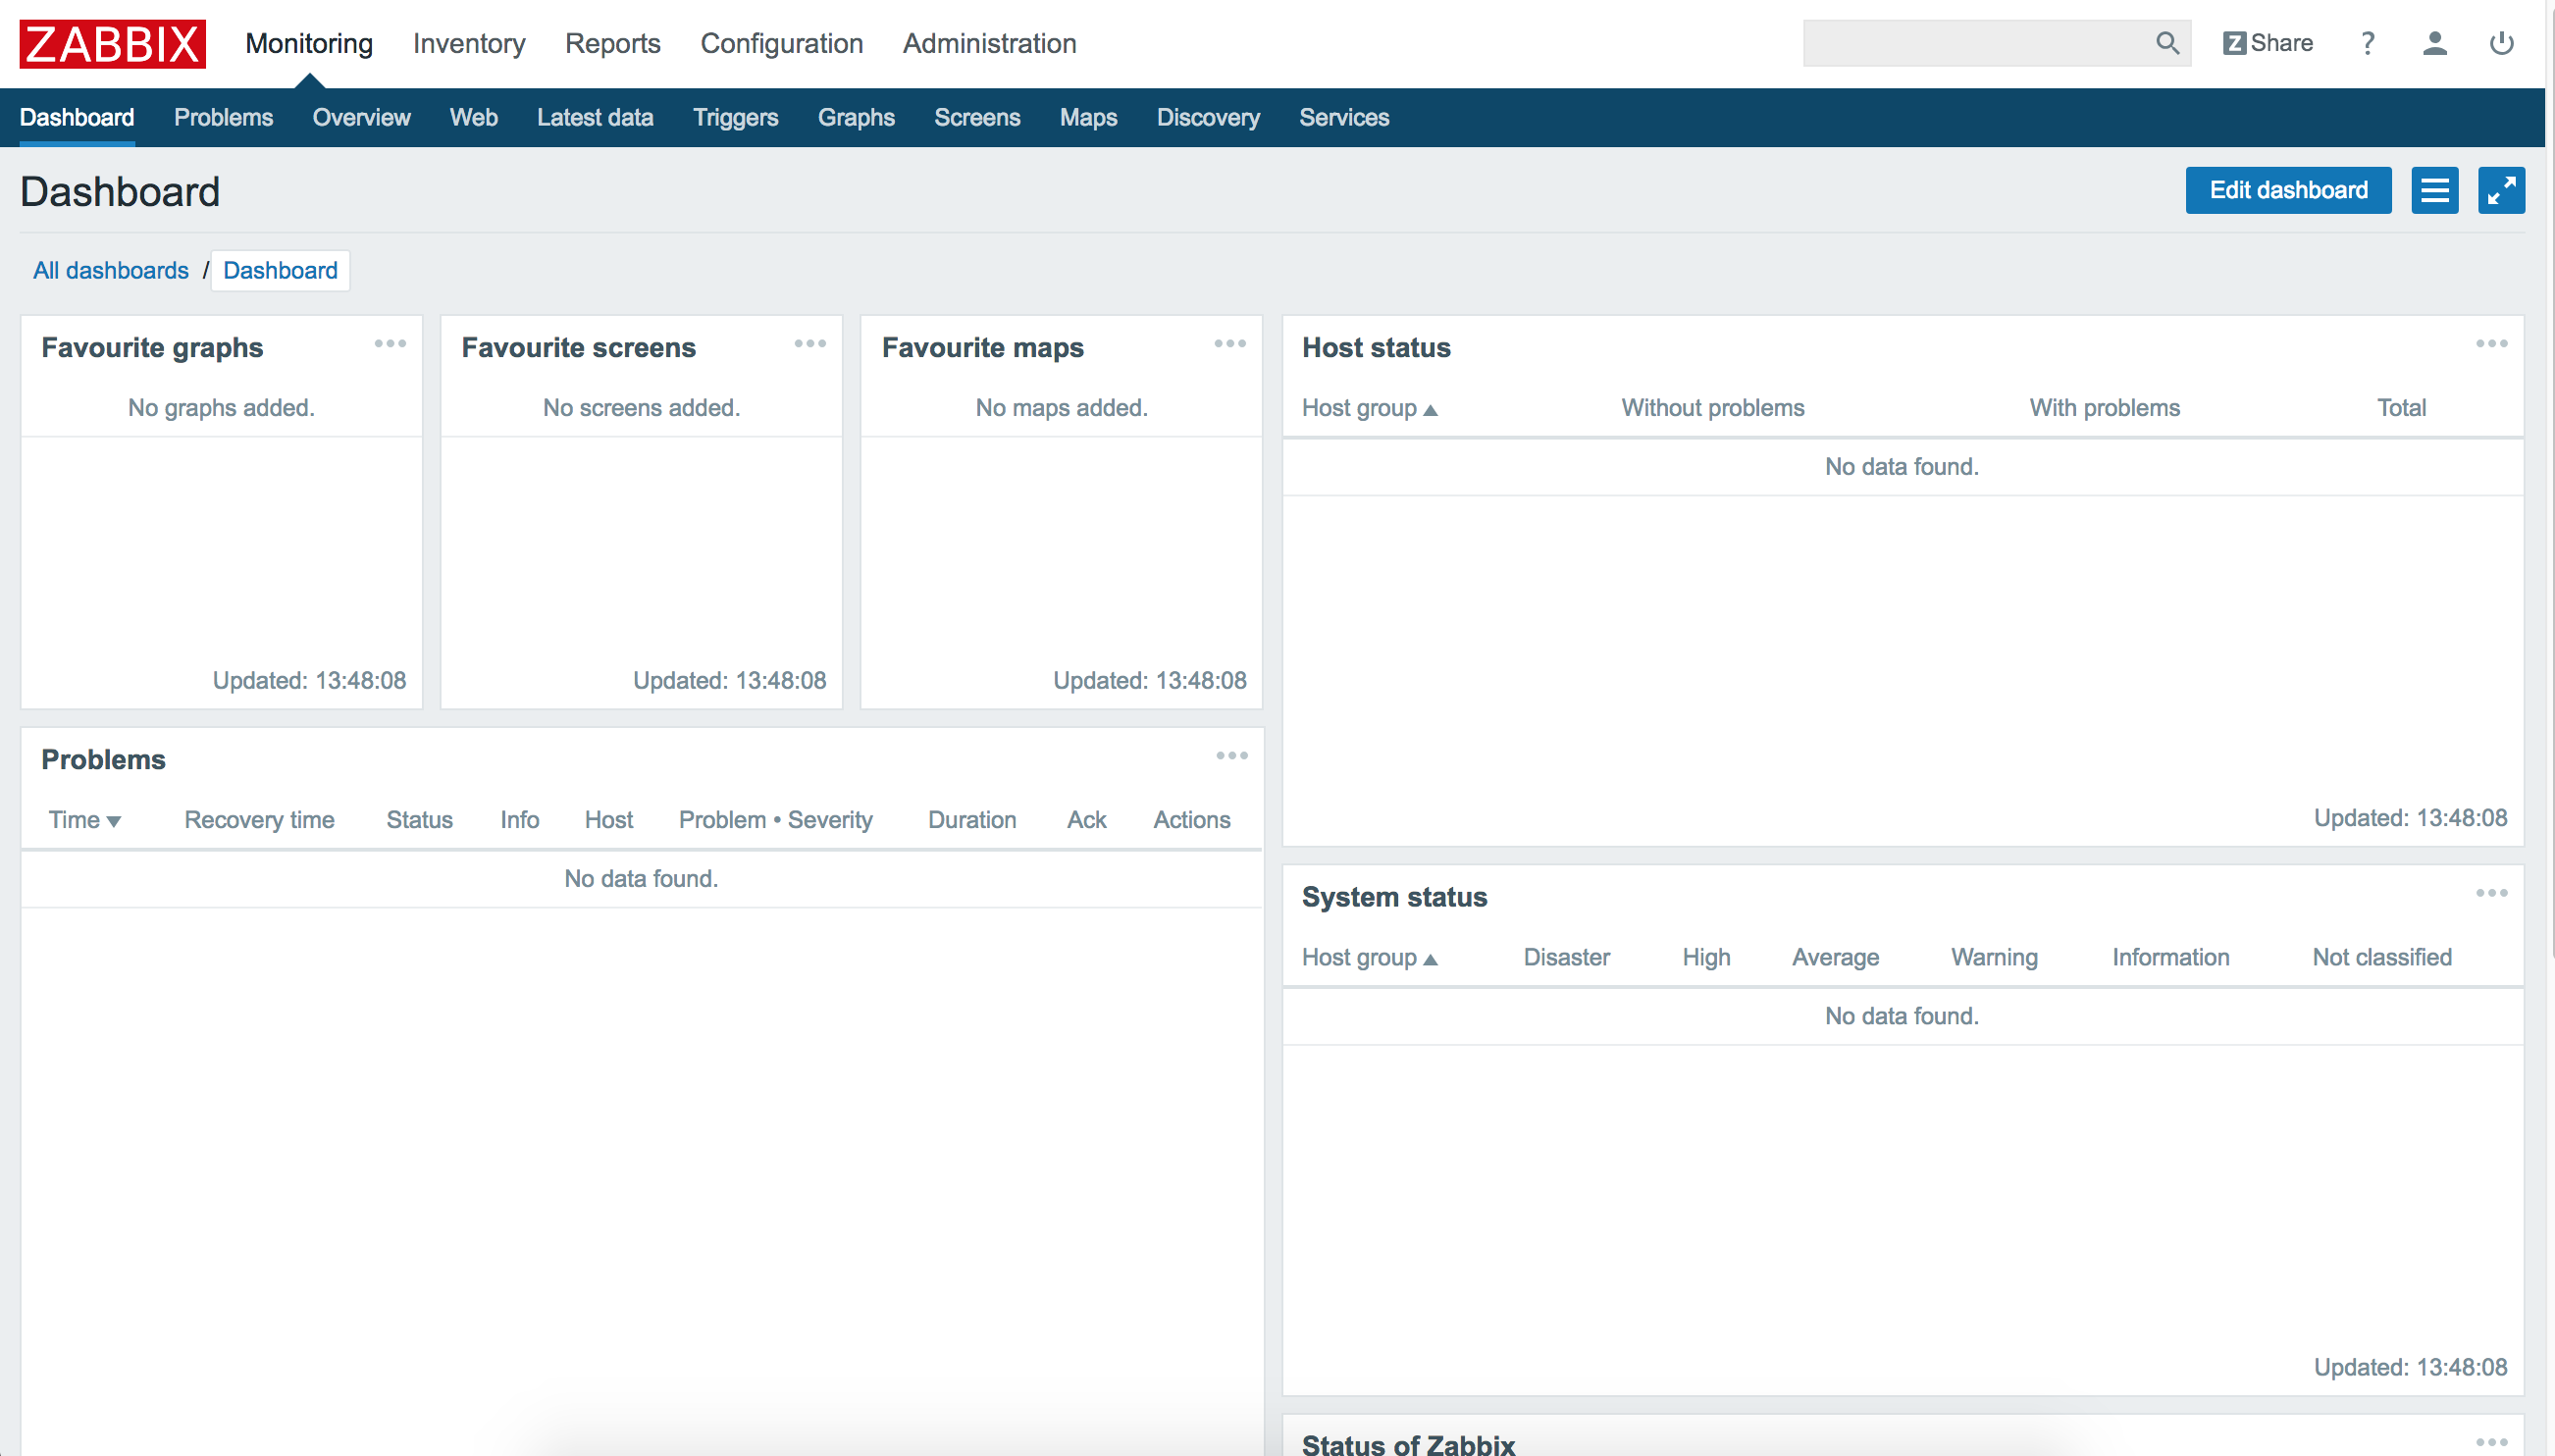 ZABBIX Monitoring Inventory Reports Configuration Administration Z Share ?
Dashboard Problems Overview Web Latest data Triggers Graphs Screens Maps Discovery Services
Dashboard Edit dashboard
All dashboards / Dashboard
Favourite graphs
No graphs added.
Updated: 13:48:08
Favourite screens
No screens added.
Updated: 13:48:08
Favourite maps
No maps added.
Updated: 13:48:08
Host status
Host group ▲ Without problems With problems Total
No data found.
Updated: 13:48:08
Problems
Time ▼ Recovery time Status Info Host Problem • Severity Duration Ack Actions
No data found.
System status
Host group ▲ Disaster High Average Warning Information Not classified
No data found.
Updated: 13:48:08
Status of Zabbix